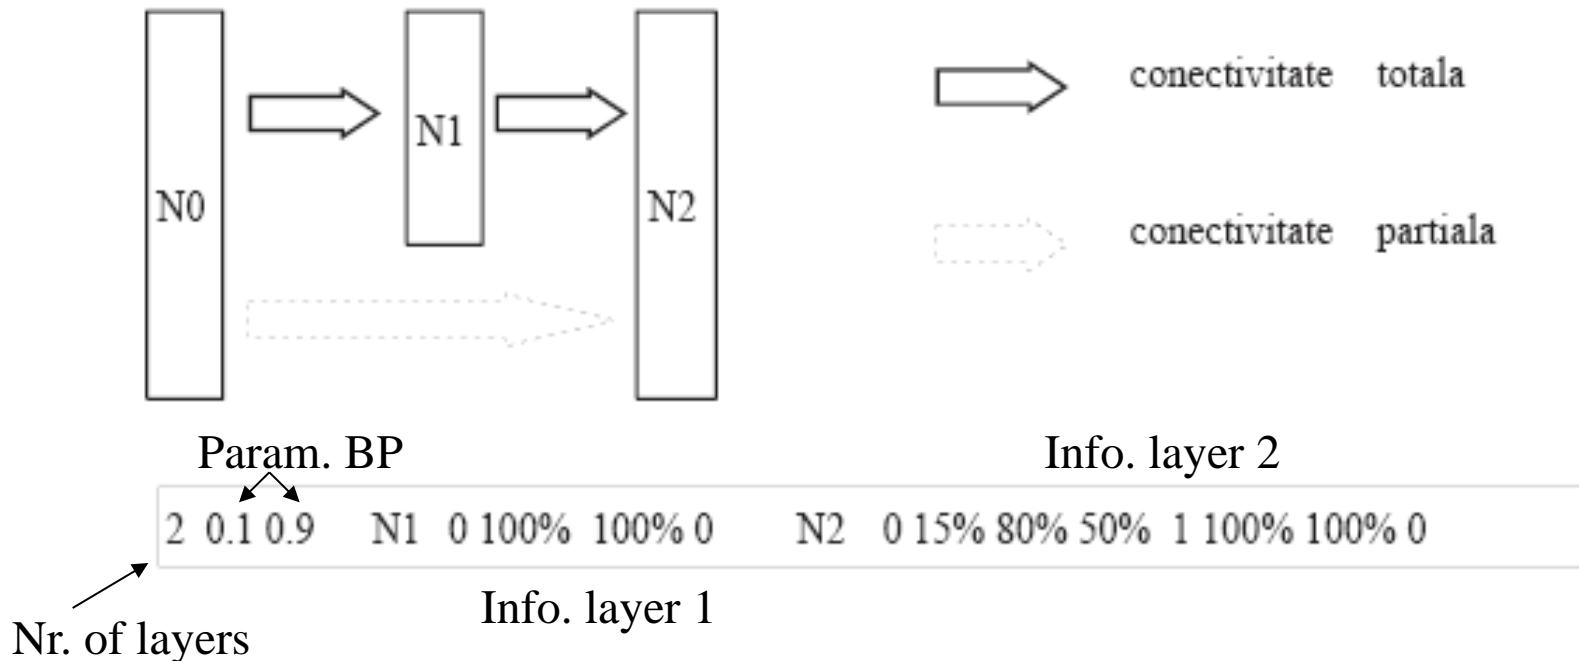 conectivitate totala
N1
N0
N2
conectivitate partiala
Param. BP
Info. layer 2
2 0.1 0.9 N1 0 100% 100% 0 N2 0 15% 80% 50% 1 100% 100% 0
Info. layer 1
Nr. of layers